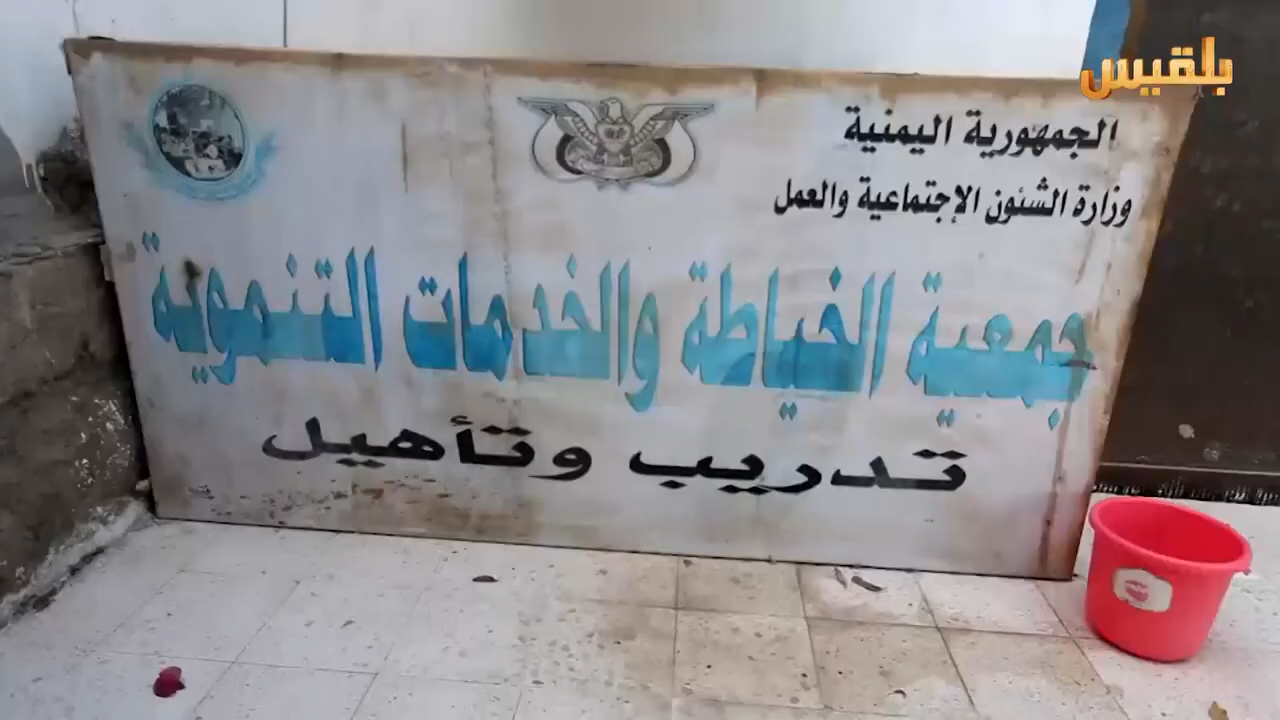 بلقيس
الجمهورية اليمنية
وزارة الشئون الإجتماعية والعمل
جمعية الخياطة والخدمات التنموية
تدريب وتأهيل